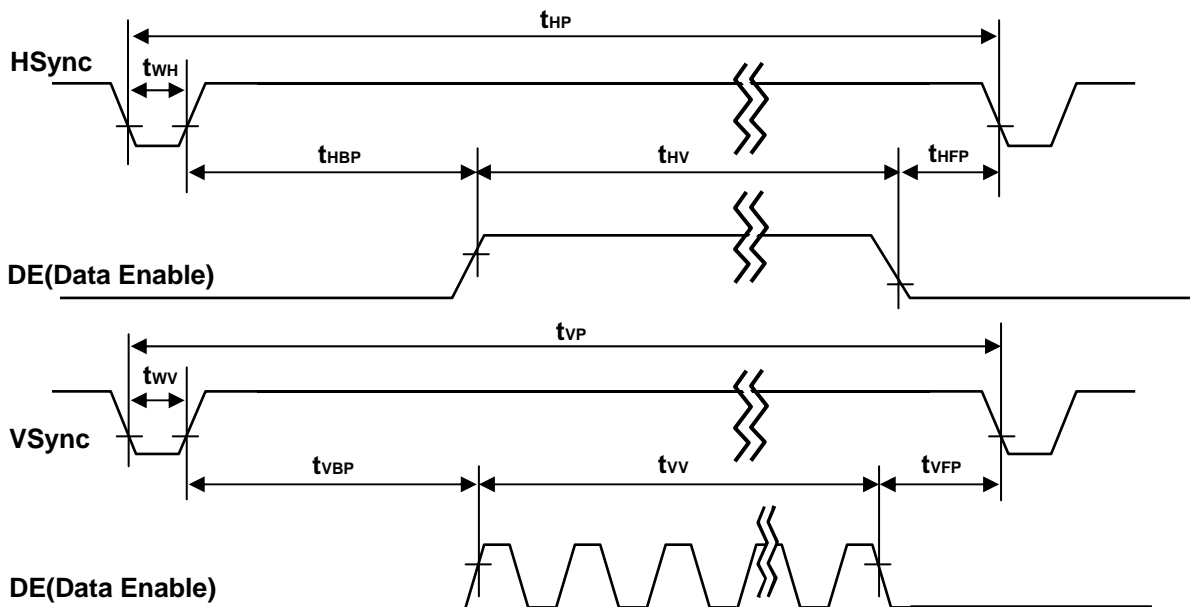 tHP
HSync
tWH
tHBP
tHV
tHFP
DE(Data Enable)
tVP
tWV
VSync
tVBP
tVV
tVFP
DE(Data Enable)